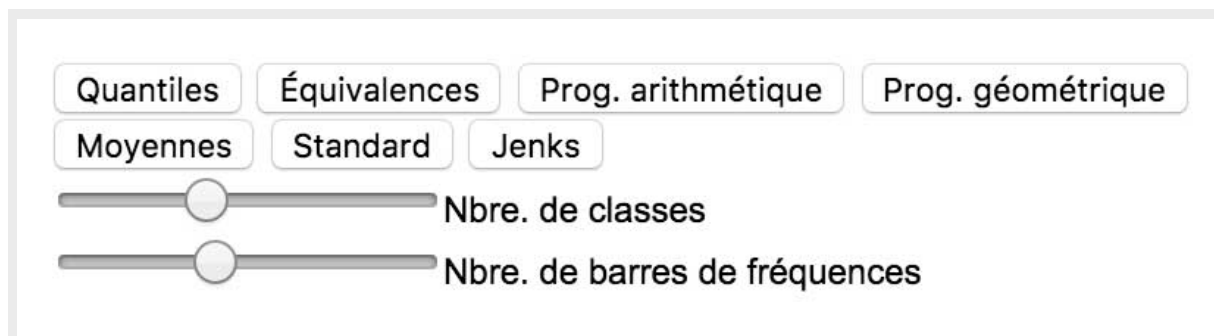 Quantiles Équivalences Prog. arithmétique Prog. géométrique
Moyennes Standard Jenks
Nbre. de classes
Nbre. de barres de fréquences